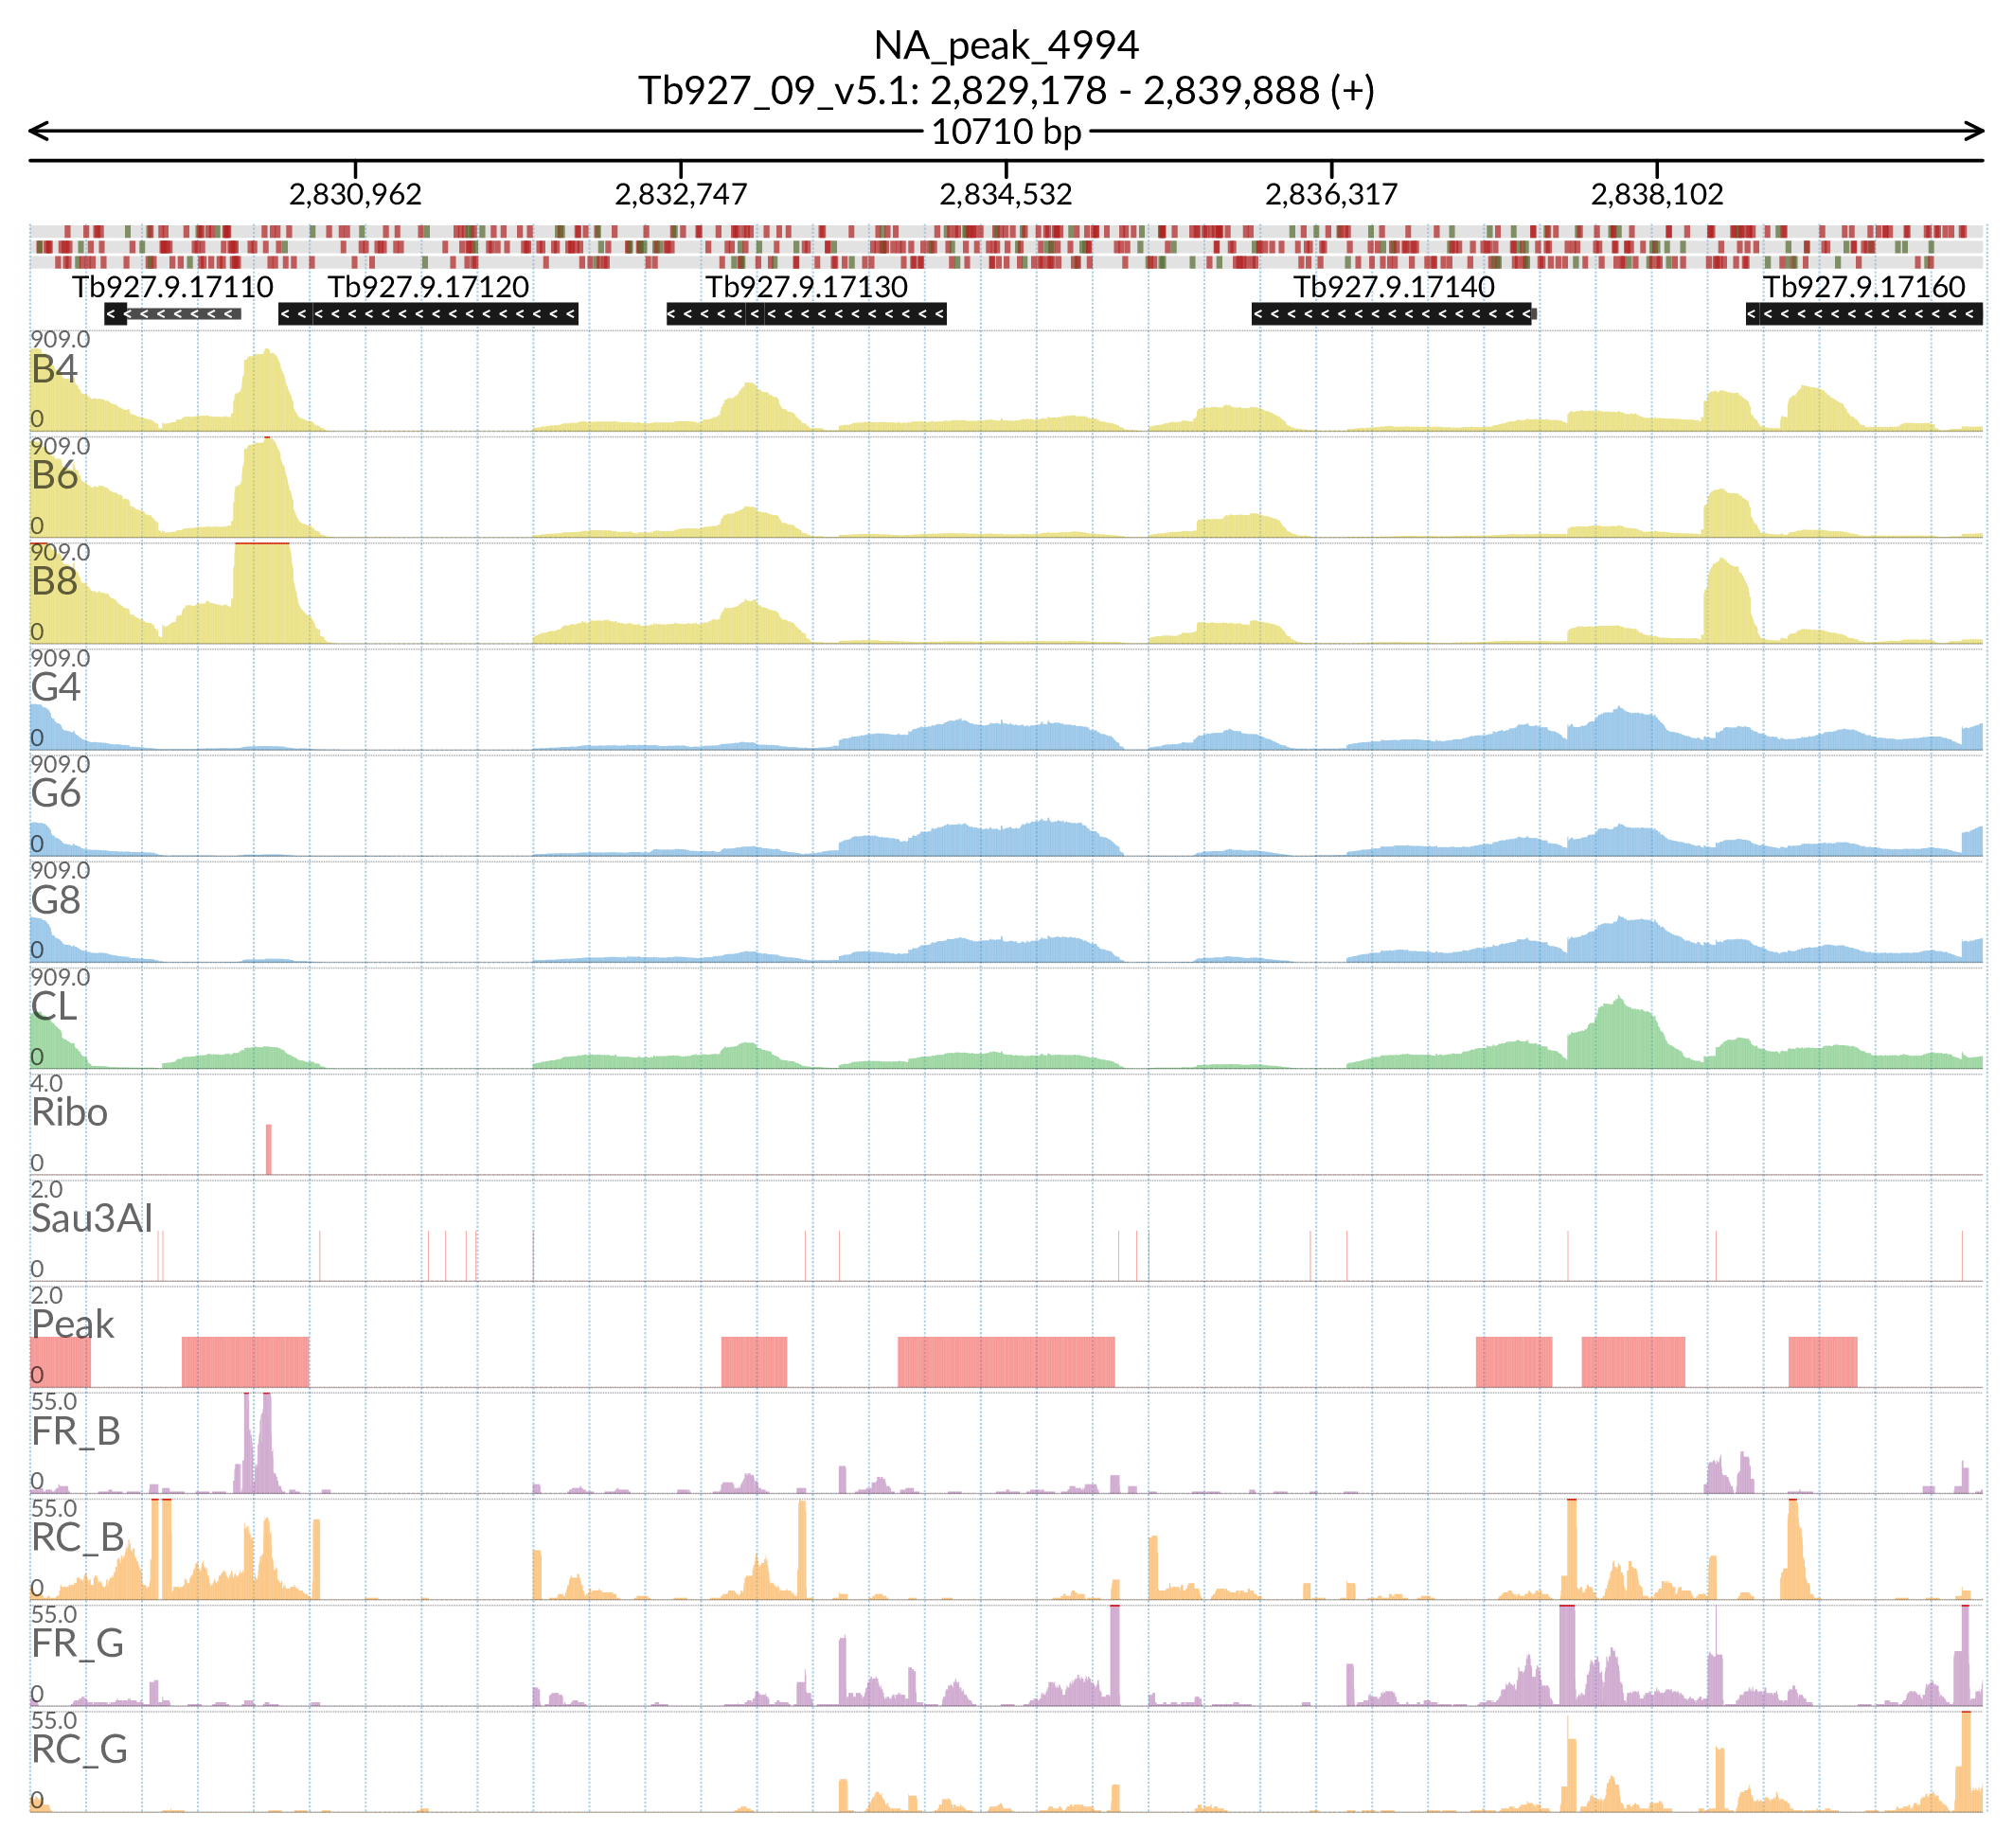 NA_peak_4994
Tb927_09_v5.1: 2,829,178 - 2,839,888 (+)
10710 bp
2,830,962 2,832,747 2,834,532 2,836,317 2,838,102
Tb927.9.17110 Tb927.9.17120 Tb927.9.17130 Tb927.9.17140 Tb927.9.17160
909.0
B4
0
909.0
B6
0
909.0
B8
0
909.0
G4
0
909.0
G6
0
909.0
G8
0
909.0
CL
0
4.0
Ribo
0
2.0
Sau3AI
0
2.0
Peak
0
55.0
FR_B
0
55.0
RC_B
0
55.0
FR_G
0
55.0
RC_G
0